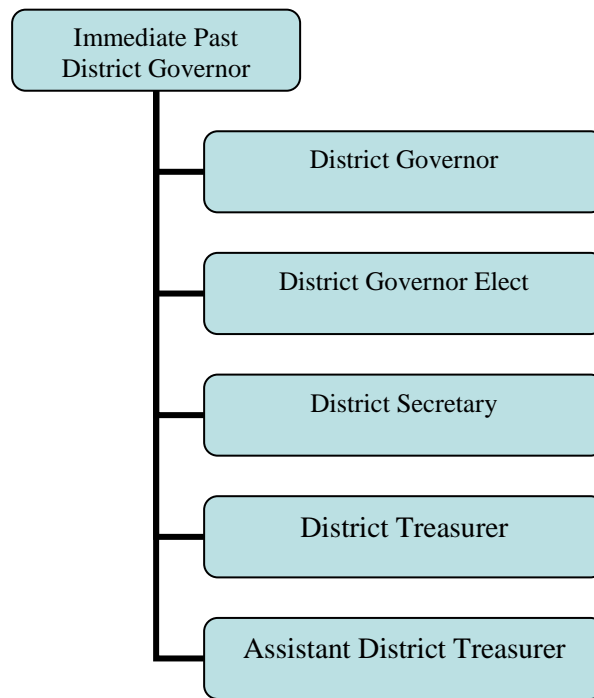 Immediate Past
District Governor
District Governor
District Governor Elect
District Secretary
District Treasurer
Assistant District Treasurer